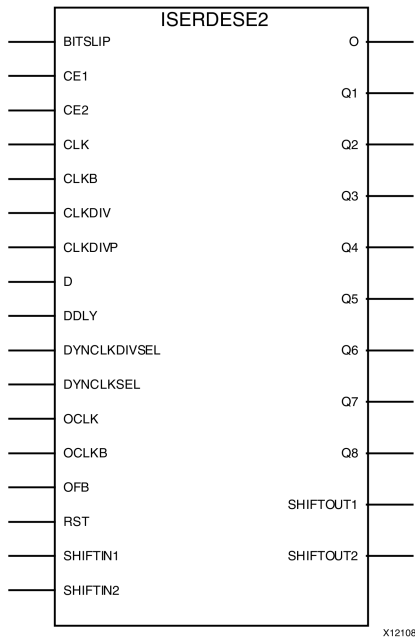 ISERDESE2
BITSLIP
CE1
CE2
CLK
CLKB
CLKDIV
CLKDIVP
D
DDLY
DYNCLKDIVSEL
DYNCLKSEL
OCLK
OCLKB
OFB
RST
SHIFTIN1
SHIFTIN2
O
Q1
Q2
Q3
Q4
Q5
Q6
Q7
Q8
SHIFTOUT1
SHIFTOUT2
X12108